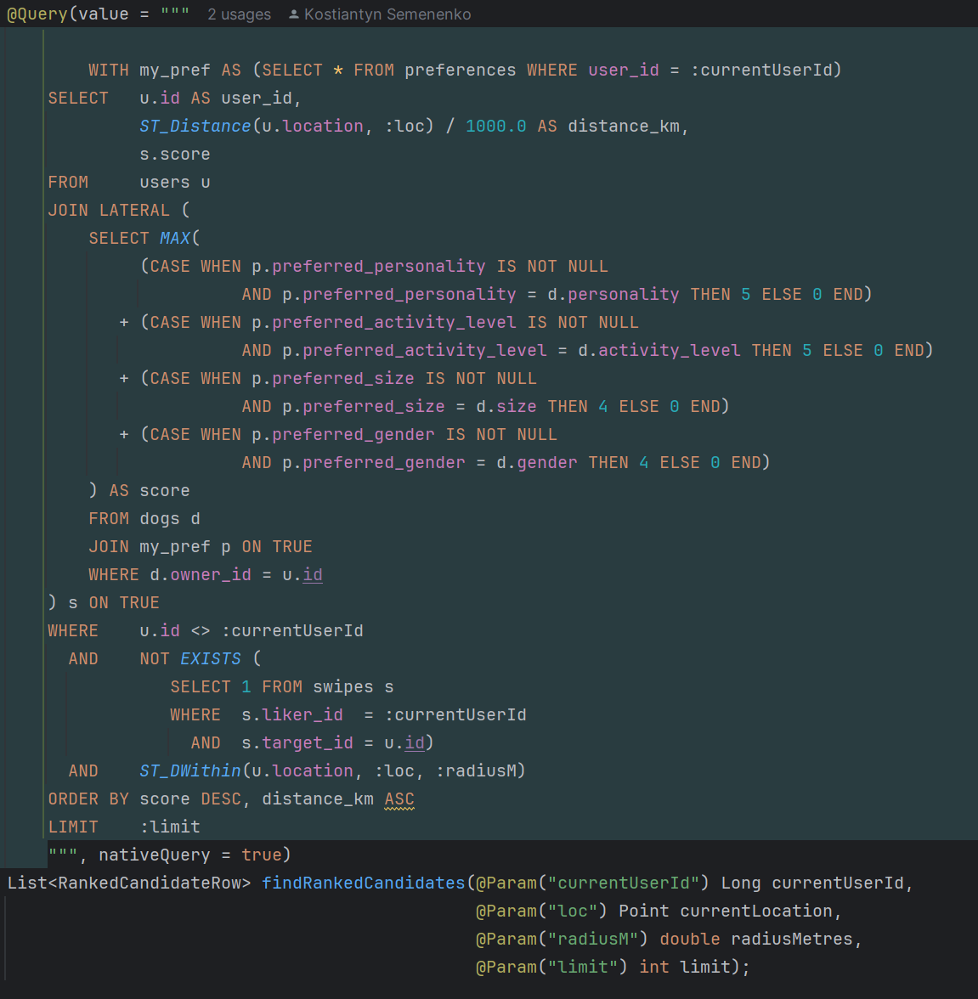 @Query(value = """ 2 usages Kostiantyn Semenenko
WITH my_pref AS (SELECT * FROM preferences WHERE user_id = :currentUserId)
SELECT u.id AS user_id,
ST_Distance(u.location, :loc) / 1000.0 AS distance_km,
s.score
FROM users u
JOIN LATERAL (
SELECT MAX(
(CASE WHEN p.preferred_personality IS NOT NULL
AND p.preferred_personality = d.personality THEN 5 ELSE 0 END)
+ (CASE WHEN p.preferred_activity_level IS NOT NULL
AND p.preferred_activity_level = d.activity_level THEN 5 ELSE 0 END)
+ (CASE WHEN p.preferred_size IS NOT NULL
AND p.preferred_size = d.size THEN 4 ELSE 0 END)
+ (CASE WHEN p.preferred_gender IS NOT NULL
AND p.preferred_gender = d.gender THEN 4 ELSE 0 END)
) AS score
FROM dogs d
JOIN my_pref p ON TRUE
WHERE d.owner_id = u.id
) s ON TRUE
WHERE u.id <> :currentUserId
AND NOT EXISTS (
SELECT 1 FROM swipes s
WHERE s.liker_id = :currentUserId
AND s.target_id = u.id)
AND ST_DWithin(u.location, :loc, :radiusM)
ORDER BY score DESC, distance_km ASC
LIMIT :limit
""", nativeQuery = true)
List<RankedCandidateRow> findRankedCandidates(@Param("currentUserId") Long currentUserId,
@Param("loc") Point currentLocation,
@Param("radiusM") double radiusMetres,
@Param("limit") int limit);